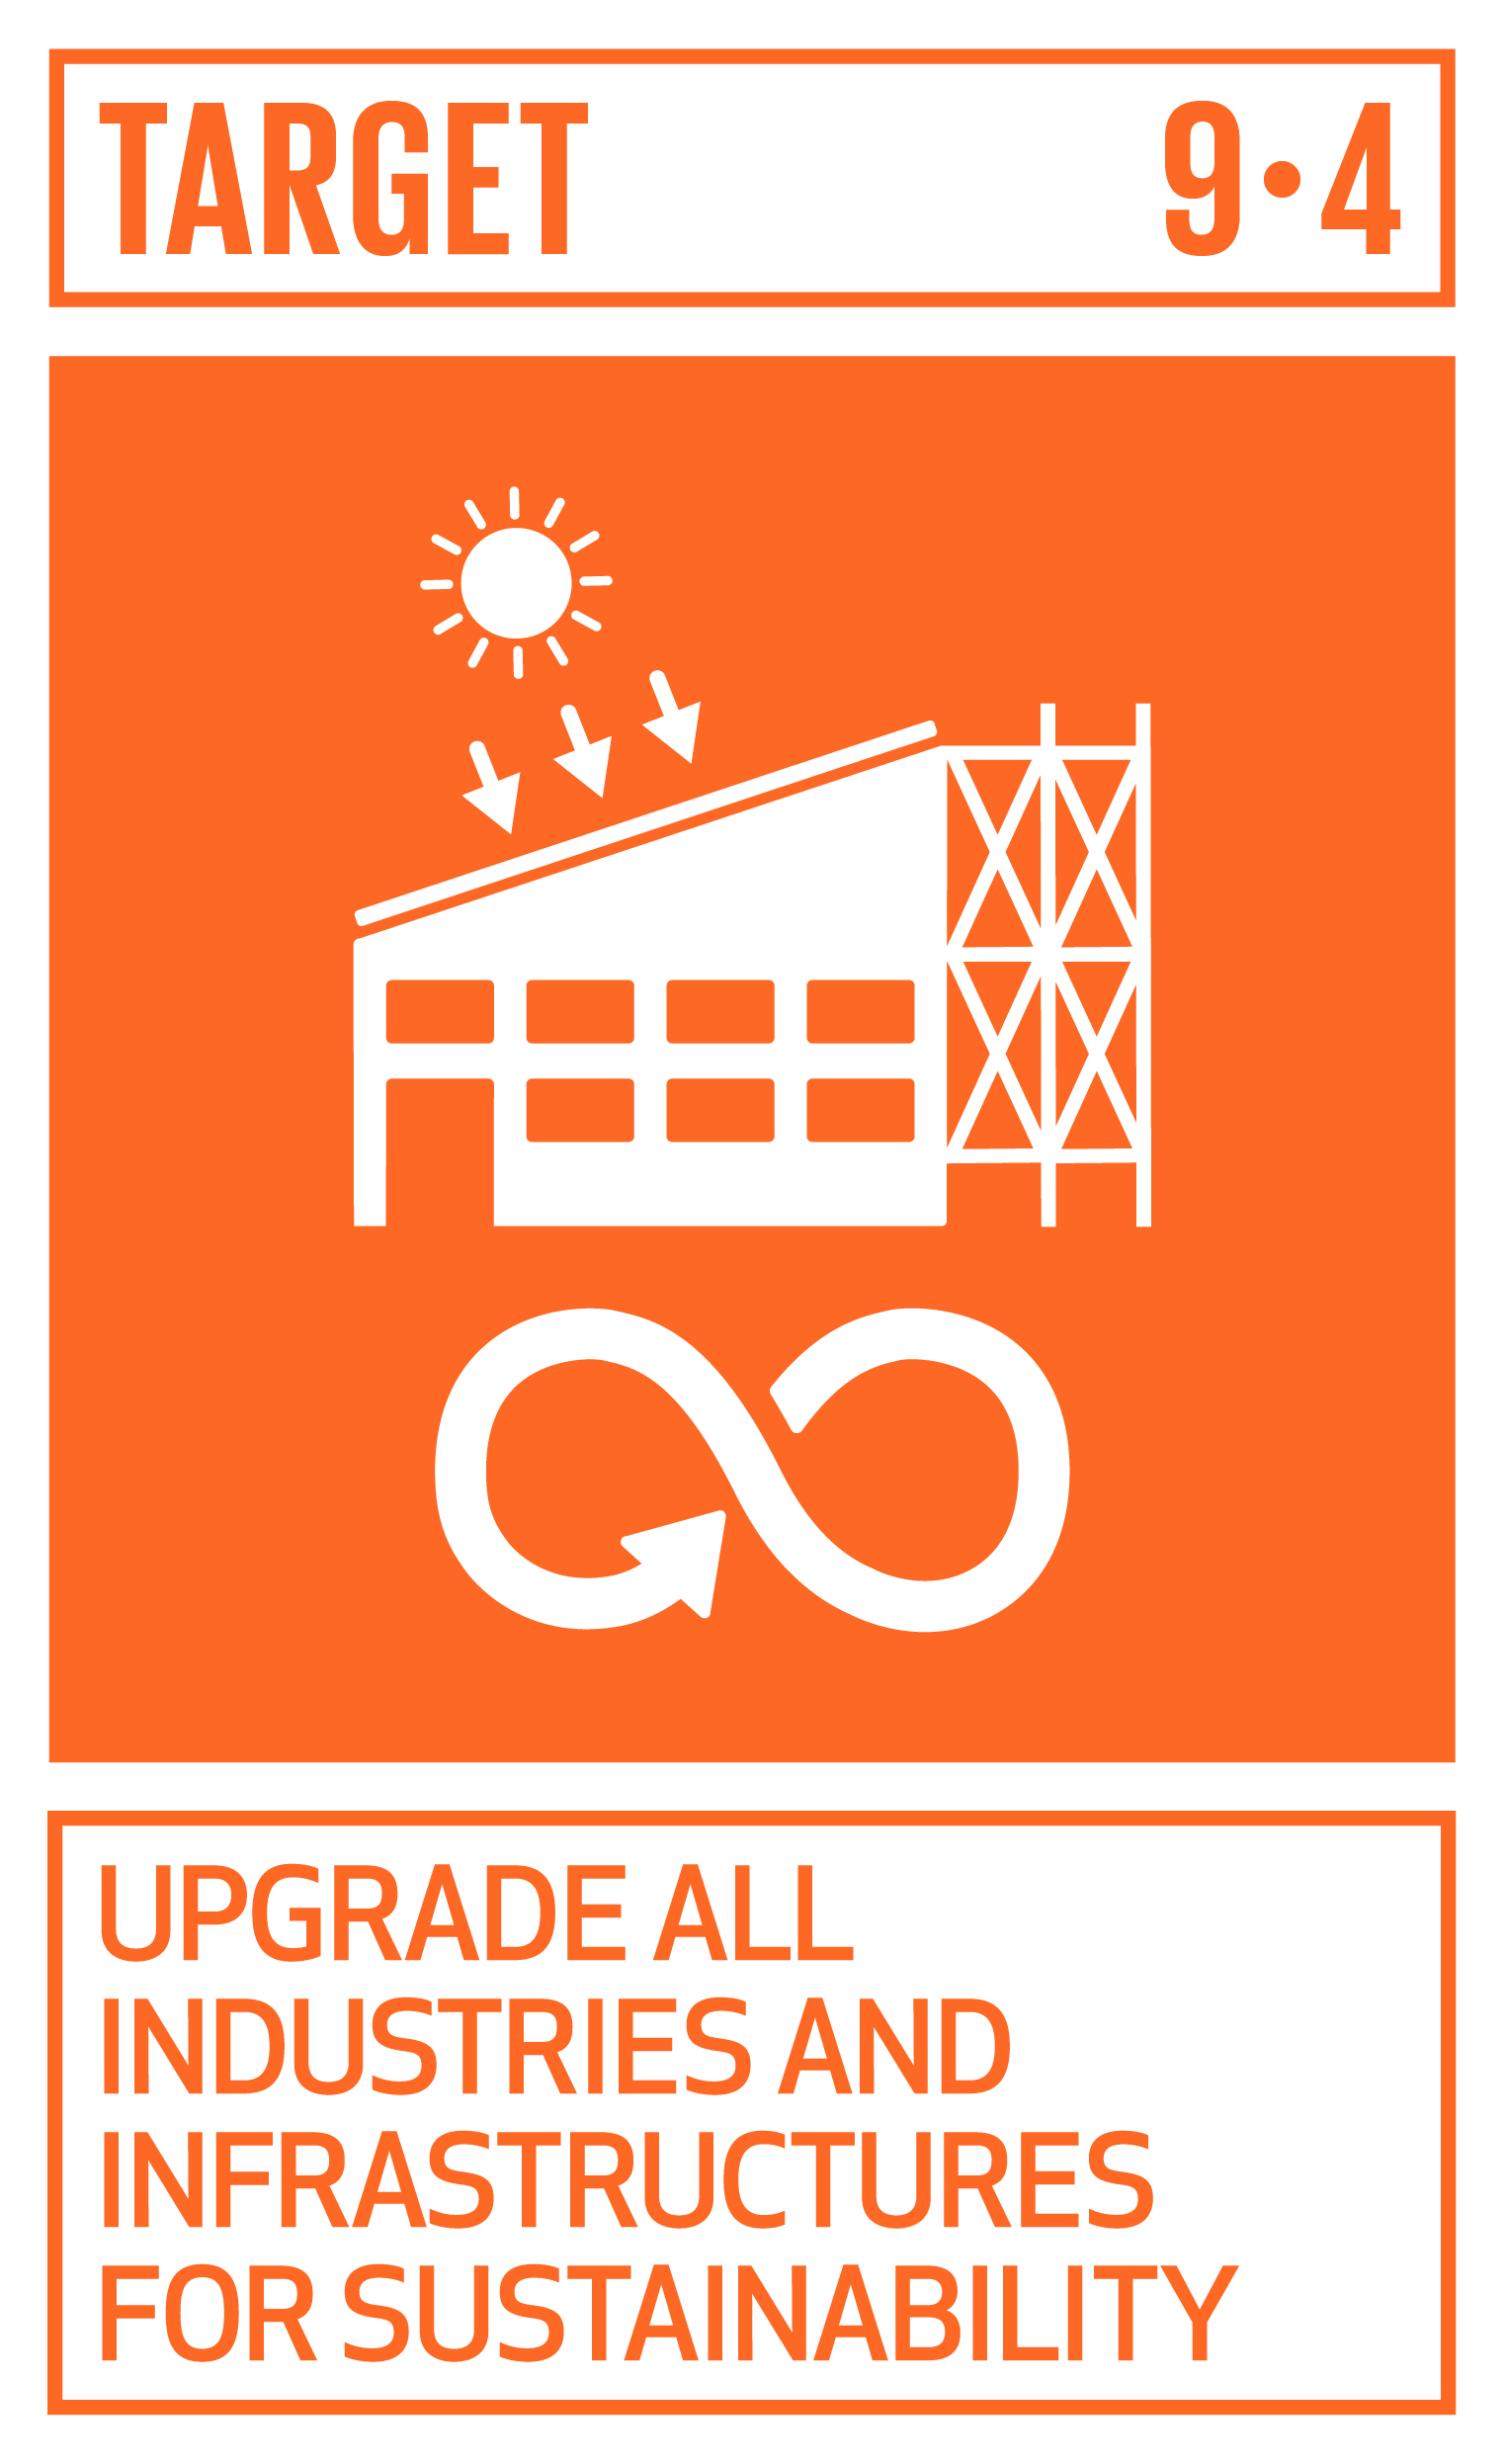 TARGET 9·4
UPGRADE ALL
INDUSTRIES AND
INFRASTRUCTURES
FOR SUSTAINABILITY